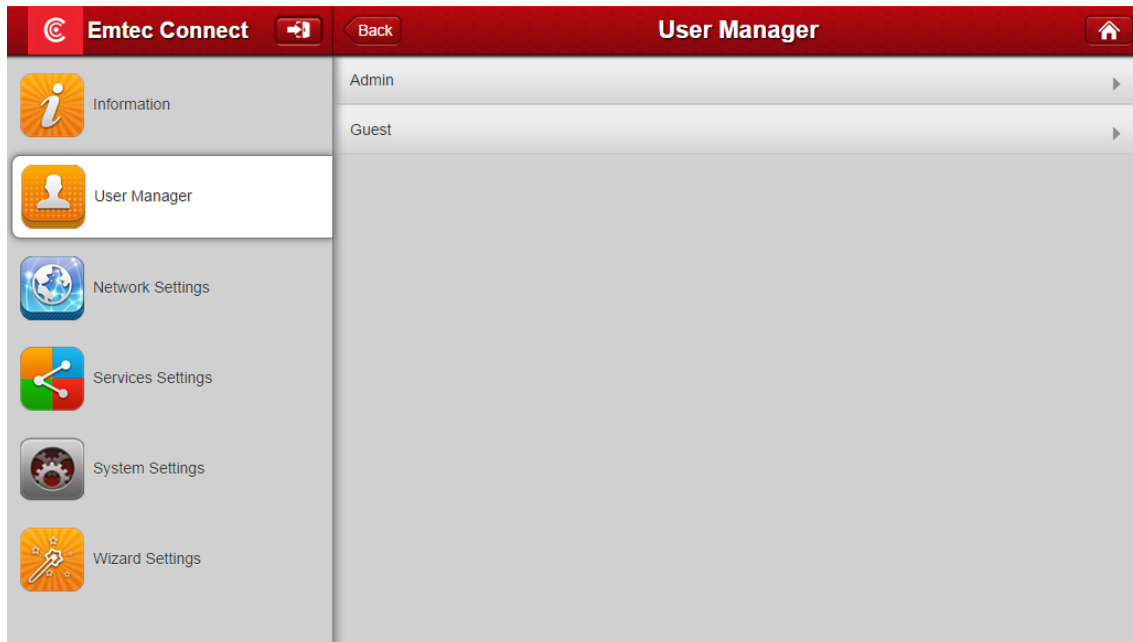 Emtec Connect
Back
User Manager
Information
User Manager
Network Settings
Services Settings
System Settings
Wizard Settings
Admin
Guest